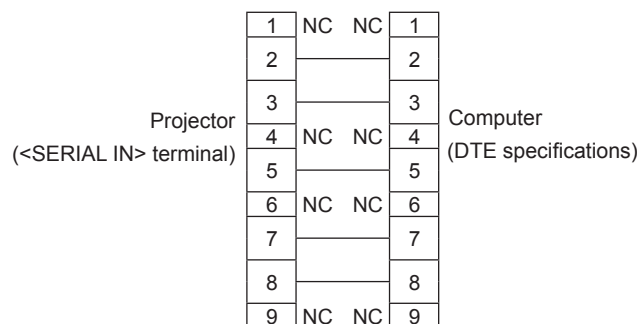 1 NC NC 1
2 2
3 3
Projector
(<SERIAL IN> terminal)
Computer
(DTE specifications)
4 NC NC 4
5 5
6 NC NC 6
7 7
8 8
9 NC NC 9